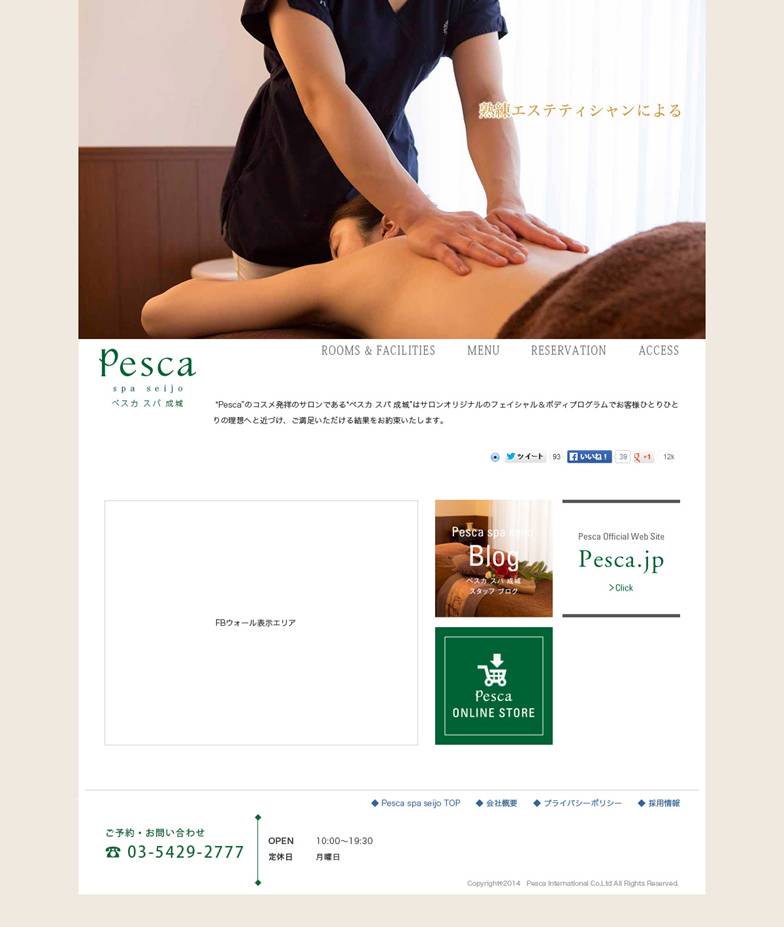 熟練エステティシャンによる
Pesca
spa seijo
ペスカ スパ 成城
ROOMS & FACILITIES MENU RESERVATION ACCESS
“Pesca”のコスメ発祥のサロンである“ペスカ スパ 成城”はサロンオリジナルのフェイシャル＆ボディプログラムでお客様ひとりひと
りの理想へと近づけ、ご満足いただける結果をお約束いたします。
ツイート 93 いいね！ 39 +1 12k
FBウォール表示エリア
Pesca spa seijo
Blog
ペスカ スパ 成城
スタッフ ブログ
Pesca Official Web Site
Pesca.jp
>Click
Pesca
ONLINE STORE
◆ Pesca spa seijo TOP ◆ 会社概要 ◆ プライバシーポリシー ◆ 採用情報
ご予約・お問い合わせ
☎ 03-5429-2777
OPEN 10:00〜19:30
定休日 月曜日
Copyright©2014 Pesca International Co,Ltd All Rights Reserved.